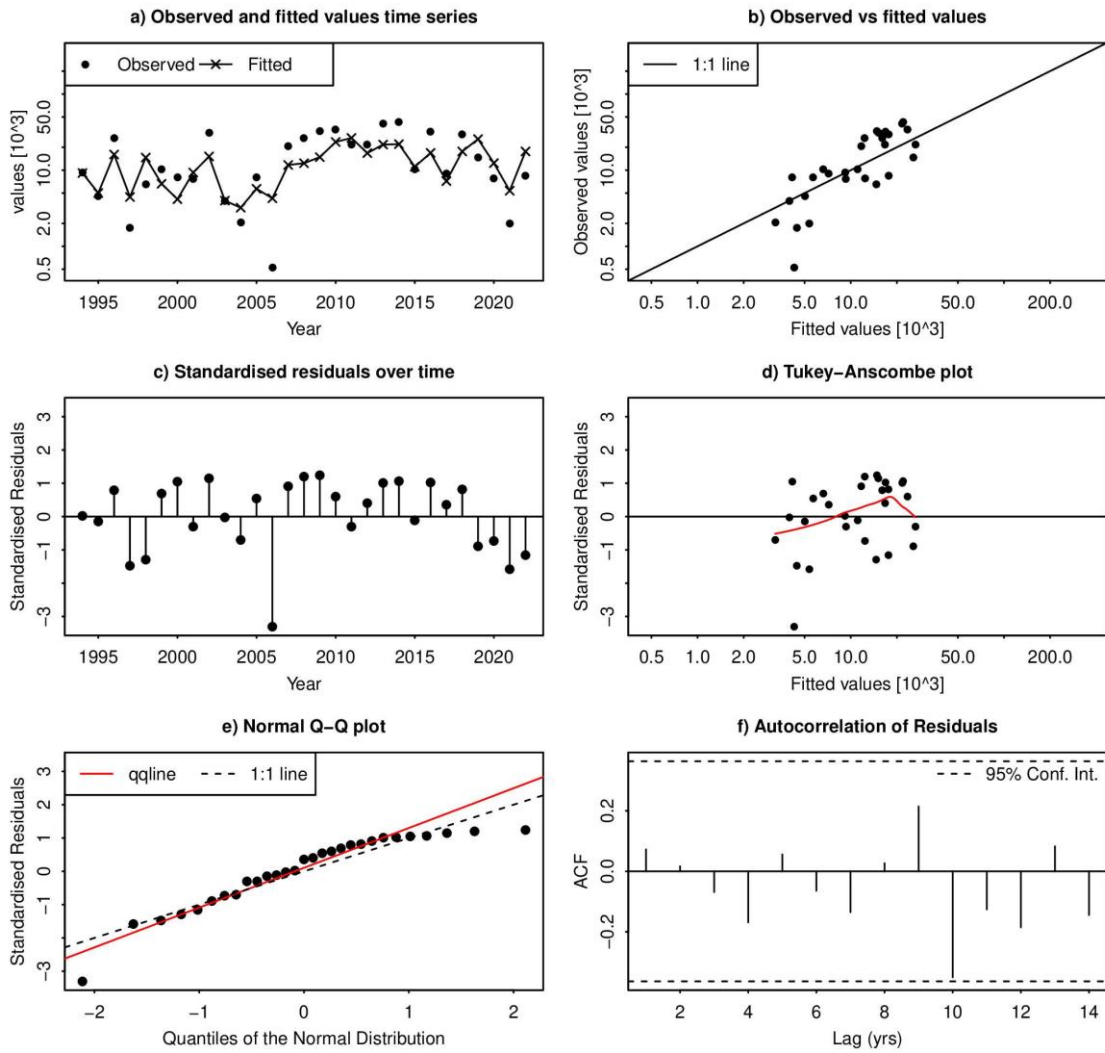 a) Observed and fitted values time series
Observed Fitted
values [10^3]
50.0
10.0
2.0
0.5
1995 2000 2005 2010 2015 2020
Year
b) Observed vs fitted values
1:1 line
Observed values [10^3]
50.0
10.0
2.0
0.5
0.5 1.0 2.0 5.0 10.0 50.0 200.0
Fitted values [10^3]
c) Standardised residuals over time
Standardised Residuals
3
2
1
0
−1
−3
1995 2000 2005 2010 2015 2020
Year
d) Tukey−Anscombe plot
Standardised Residuals
3
2
1
0
−1
−3
0.5 1.0 2.0 5.0 10.0 50.0 200.0
Fitted values [10^3]
e) Normal Q−Q plot
qqline 1:1 line
Standardised Residuals
3
2
1
0
−1
−3
−2 −1 0 1 2
Quantiles of the Normal Distribution
f) Autocorrelation of Residuals
95% Conf. Int.
ACF
0.2
0.0
−0.2
2 4 6 8 10 12 14
Lag (yrs)